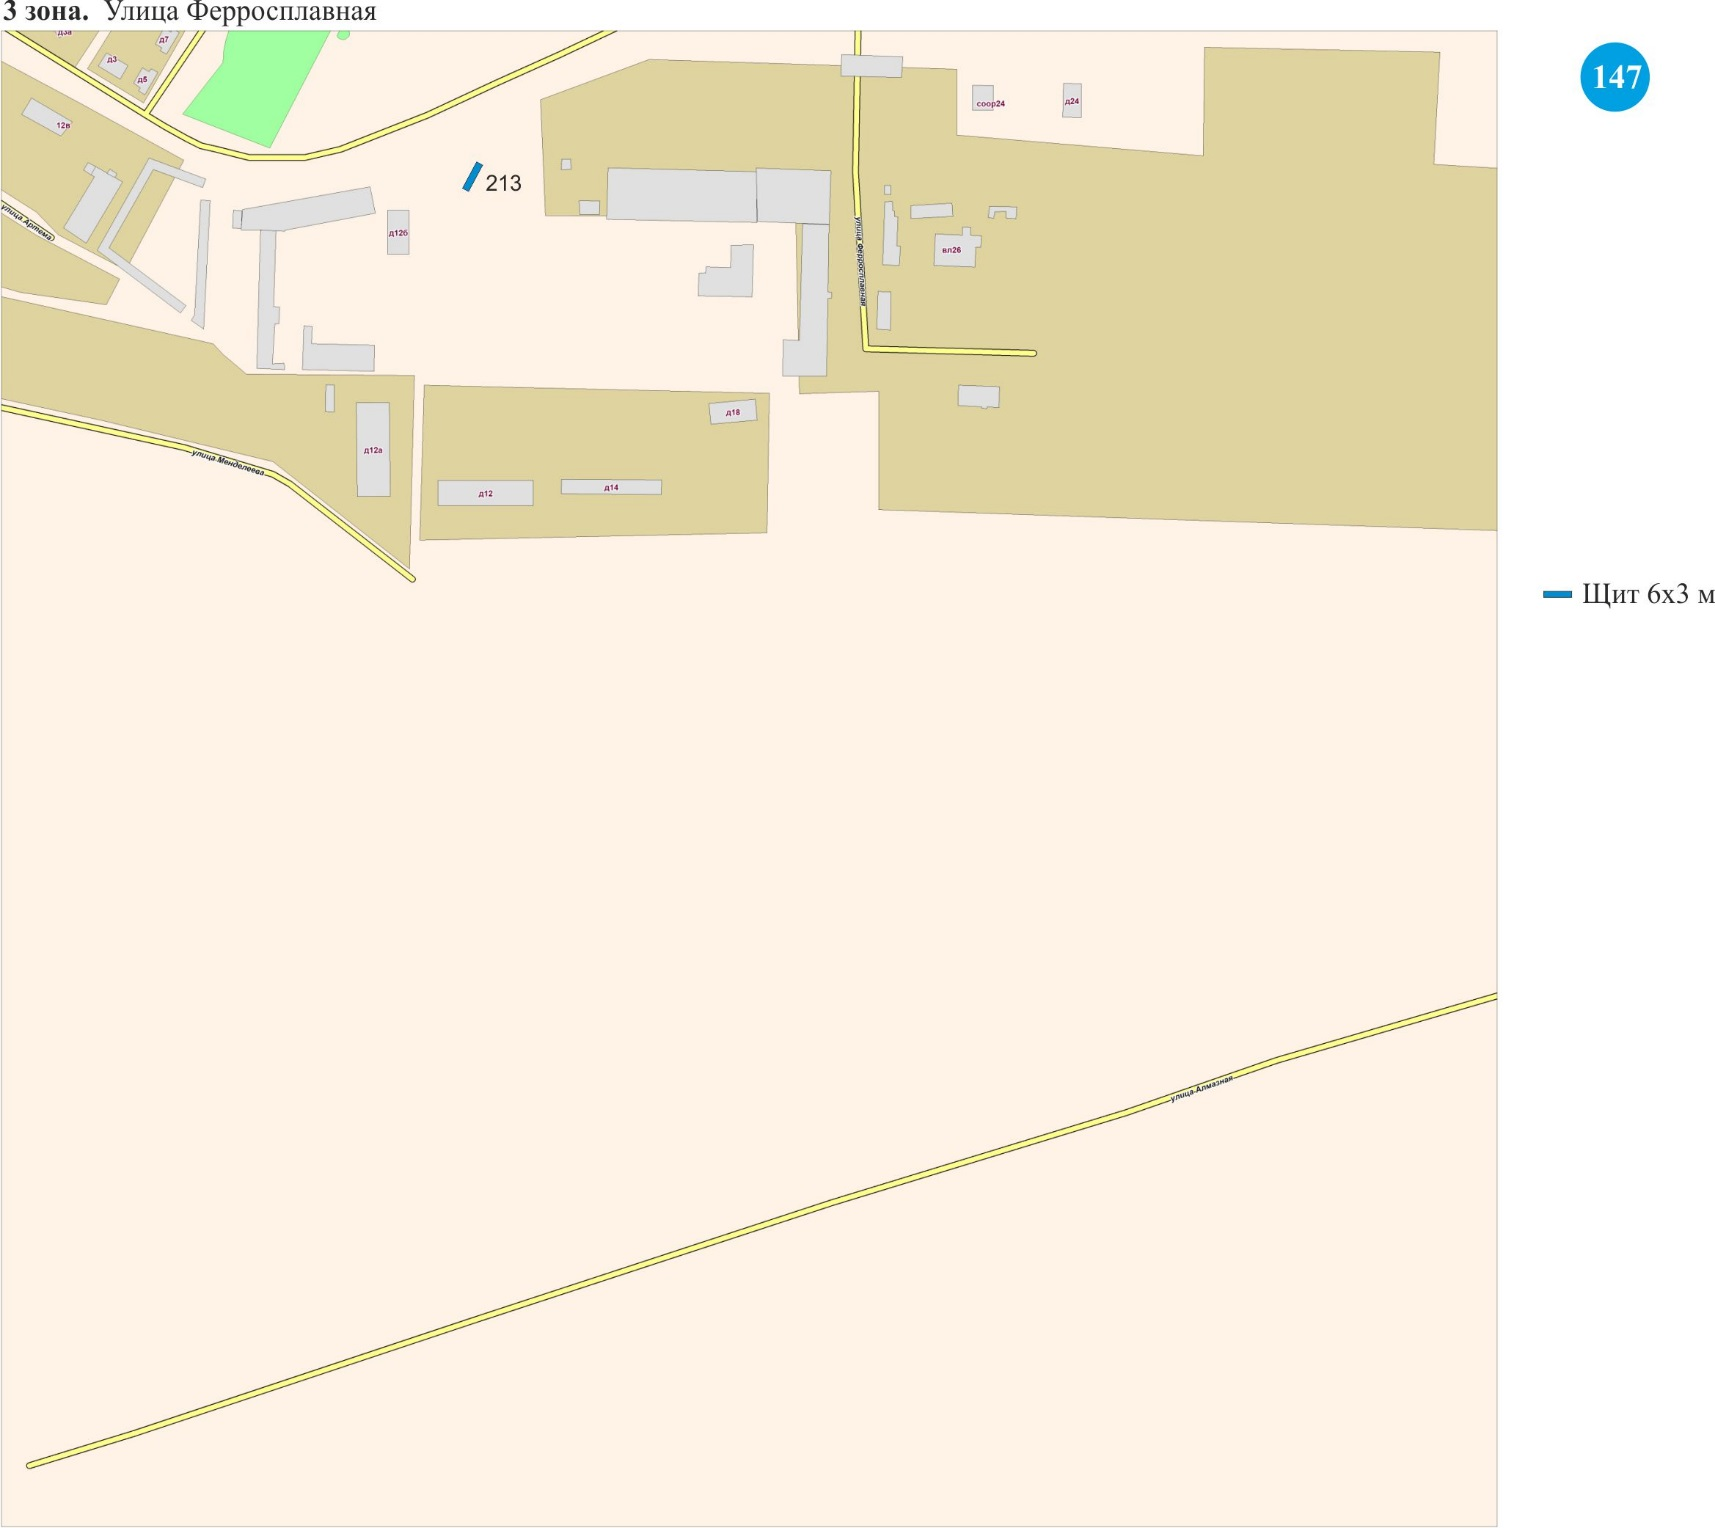 3 зона. Улица Ферросплавная
147
д3а
д7
д3
д5
12в
213
соор24
д24
улица Артема)
д12б
улица Ферросплавная
вл26
д18
д12а
улица Менделеева
д12
д14
Щит 6х3 м
улица Алмазная